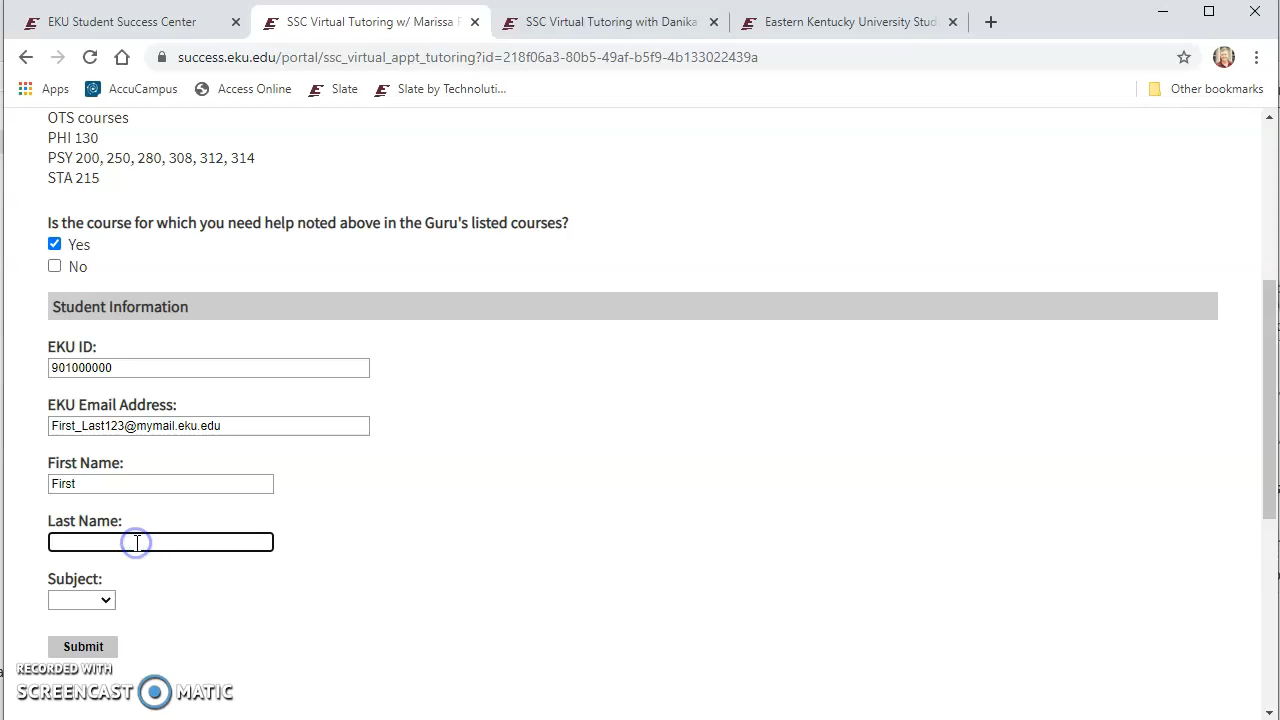 EKU Student Success Center
SSC Virtual Tutoring w/ Marissa
SSC Virtual Tutoring with Danika
Eastern Kentucky University Stud
success.eku.edu/portal/ssc_virtual_appt_tutoring?id=218f06a3-80b5-49af-b5f9-4b133022439a
Apps
AccuCampus
Access Online
Slate
Slate by Technoluti...
Other bookmarks
OTS courses
PHI 130
PSY 200, 250, 280, 308, 312, 314
STA 215
Is the course for which you need help noted above in the Guru's listed courses?
Yes
No
Student Information
EKU ID:
901000000
EKU Email Address:
First_Last123@mymail.eku.edu
First Name:
First
Last Name:
Subject:
Submit
RECORDED WITH
SCREENCAST MATIC